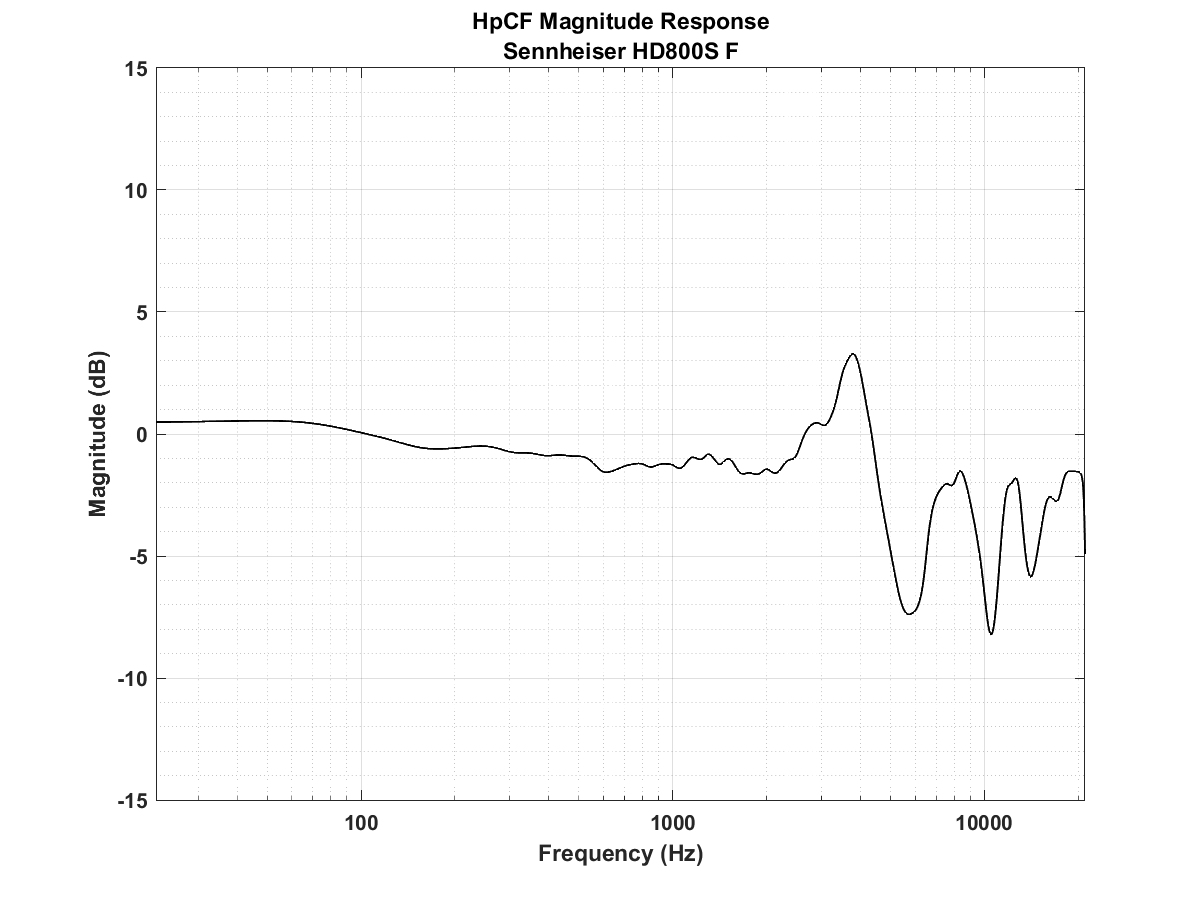 HpCF Magnitude Response
Sennheiser HD800S F
15
10
5
0
-5
-10
-15
Magnitude (dB)
100
1000
10000
Frequency (Hz)